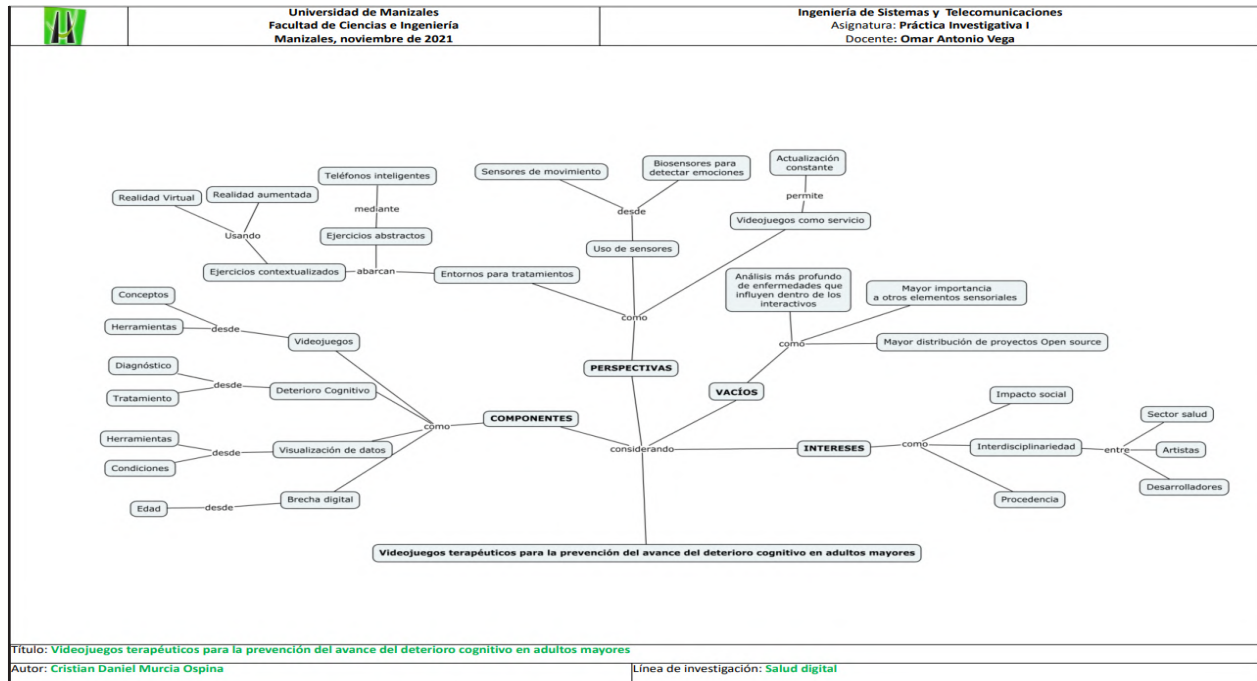 Universidad de Manizales
Facultad de Ciencias e Ingeniería
Manizales, noviembre de 2021
Ingeniería de Sistemas y Telecomunicaciones
Asignatura: Práctica Investigativa I
Docente: Omar Antonio Vega
Realidad Virtual
Realidad aumentada
Usando
Ejercicios contextualizados
Teléfonos inteligentes
mediante
Ejercicios abstractos
abarcan
Entornos para tratamientos
Sensores de movimiento
Biosensores para
detectar emociones
desde
Uso de sensores
Actualización
constante
permite
Videojuegos como servicio
como
PERSPECTIVAS
Análisis más profundo
de enfermedades que
influyen dentro de los
interactivos
Mayor importancia
a otros elementos sensoriales
Mayor distribución de proyectos Open source
como
VACÍOS
Conceptos
Herramientas
desde
Videojuegos
Diagnóstico
Tratamiento
desde
Deterioro Cognitivo
Herramientas
Condiciones
desde
Visualización de datos
Edad
desde
Brecha digital
como
COMPONENTES
considerando
INTERESES
como
Impacto social
Interdisciplinariedad
Procedencia
entre
Sector salud
Artistas
Desarrolladores
Videojuegos terapéuticos para la prevención del avance del deterioro cognitivo en adultos mayores
Título: Videojuegos terapéuticos para la prevención del avance del deterioro cognitivo en adultos mayores
Autor: Cristian Daniel Murcia Ospina
Línea de investigación: Salud digital